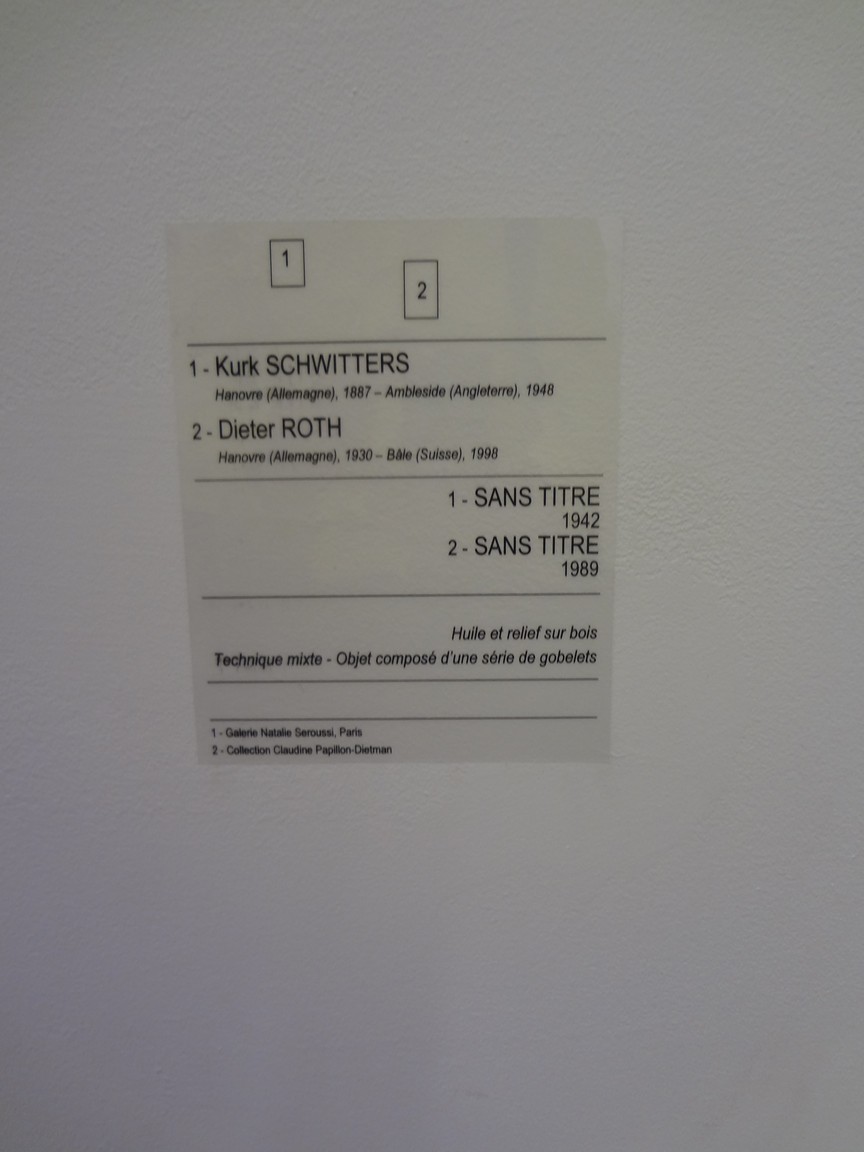 1
2
1 - Kurk SCHWITTERS
Hanovre (Allemagne), 1887 – Ambleside (Angleterre), 1948
2 - Dieter ROTH
Hanovre (Allemagne), 1930 – Bâle (Suisse), 1998
1 - SANS TITRE
1942
2 - SANS TITRE
1989
Huile et relief sur bois
Technique mixte - Objet composé d'une série de gobelets
1 - Galerie Natalie Seroussi, Paris
2 - Collection Claudine Papillon-Dietman